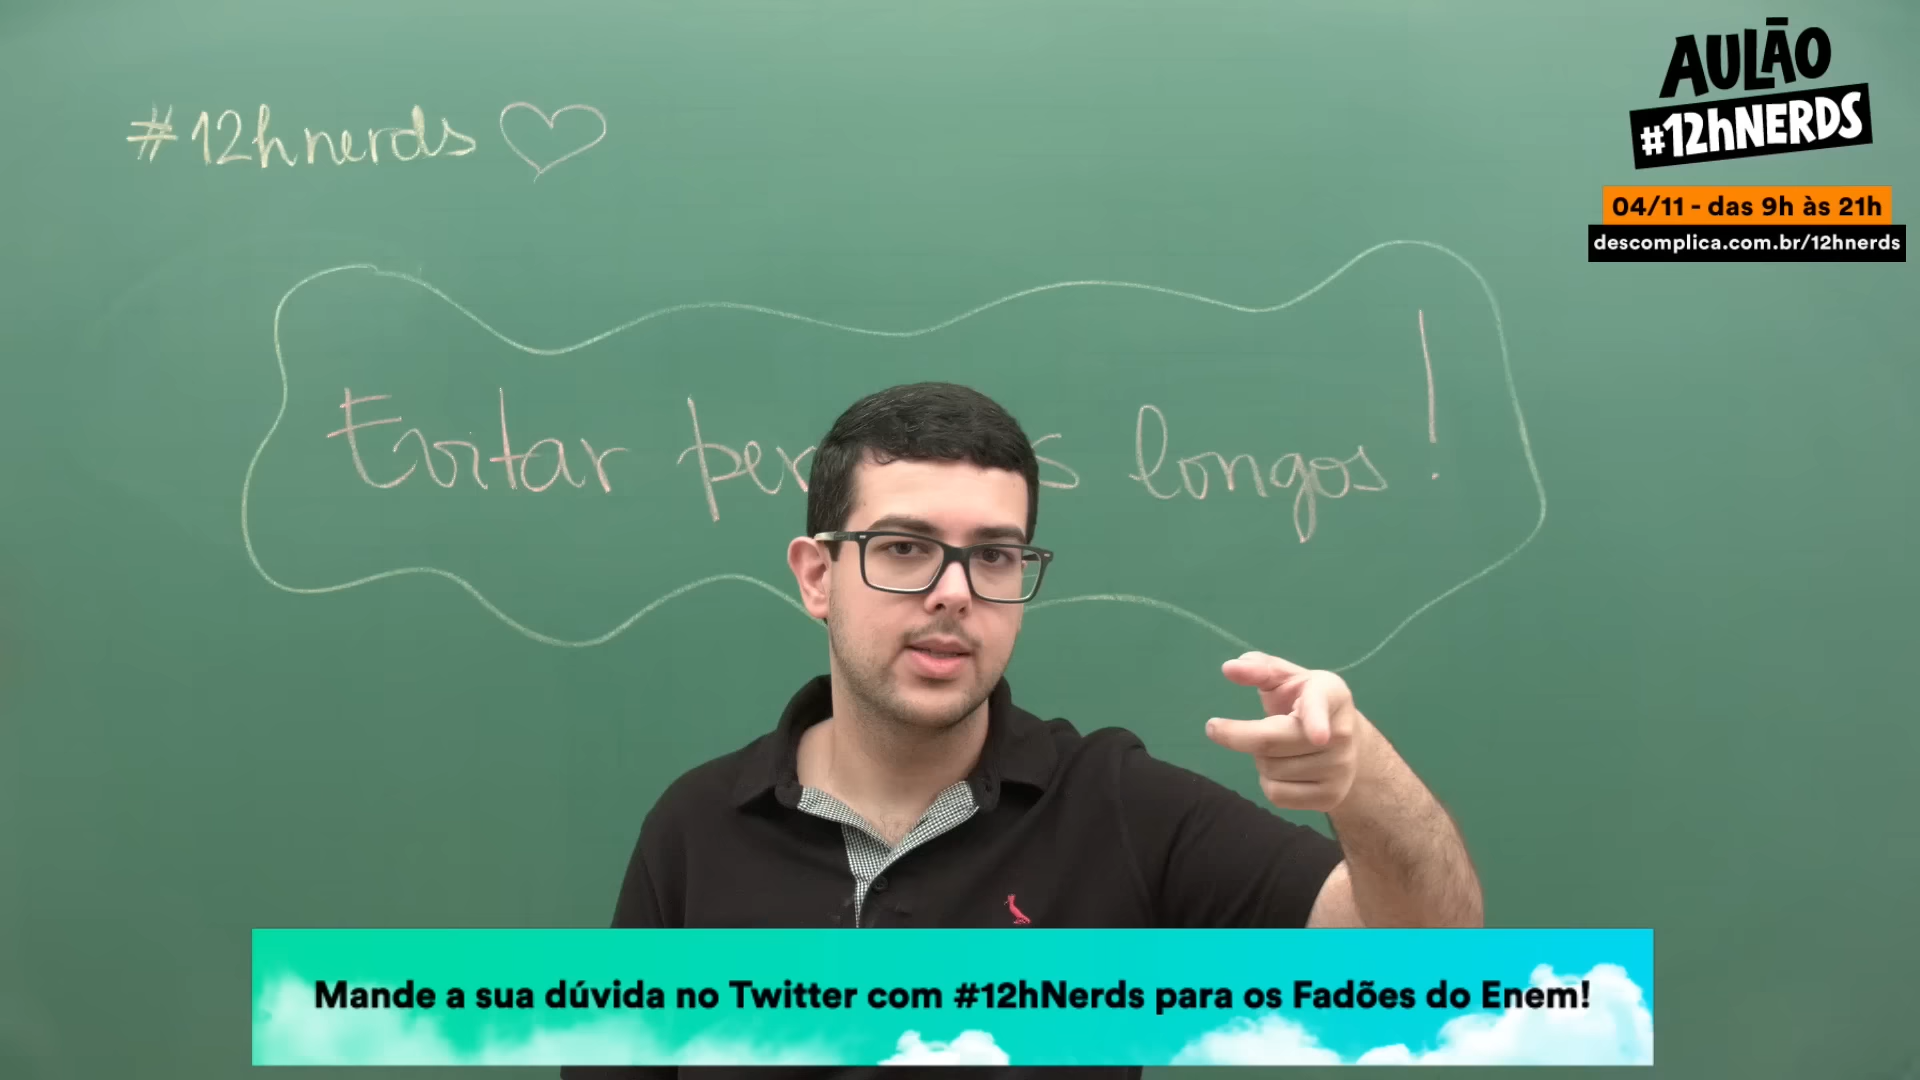 #12hnerds
AULÃO
#12hNERDS
04/11 - das 9h às 21h
descomplica.com.br/12hnerds
Evitar longos!
Mande a sua dúvida no Twitter com #12hNerds para os Fadões do Enem!